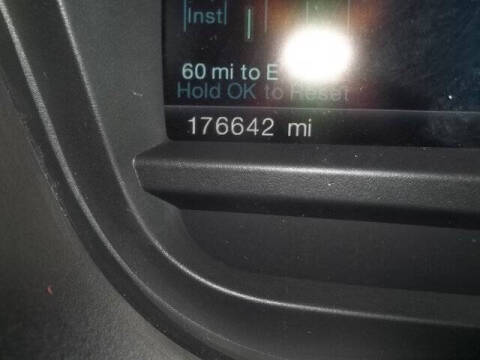 Inst
60 mi to E
Hold OK to Reset
176642 mi